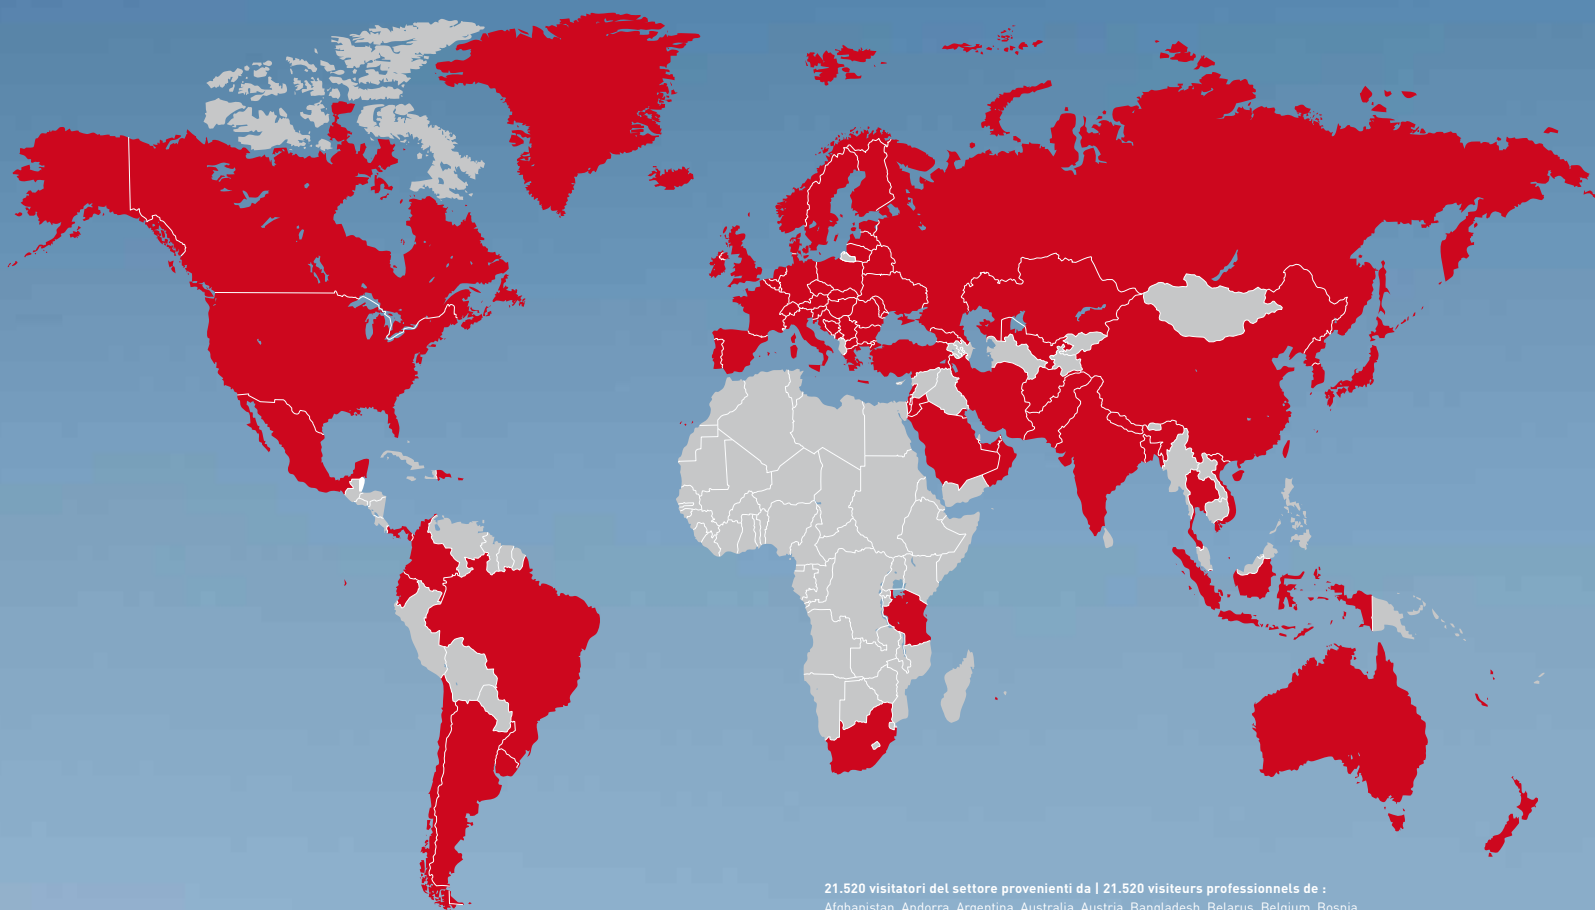 21.520 visitatori del settore provenienti da | 21.520 visiteurs professionnels de :
Afghanistan, Andorra, Argentina, Australia, Austria, Bangladesh, Belarus, Belgium, Bosnia